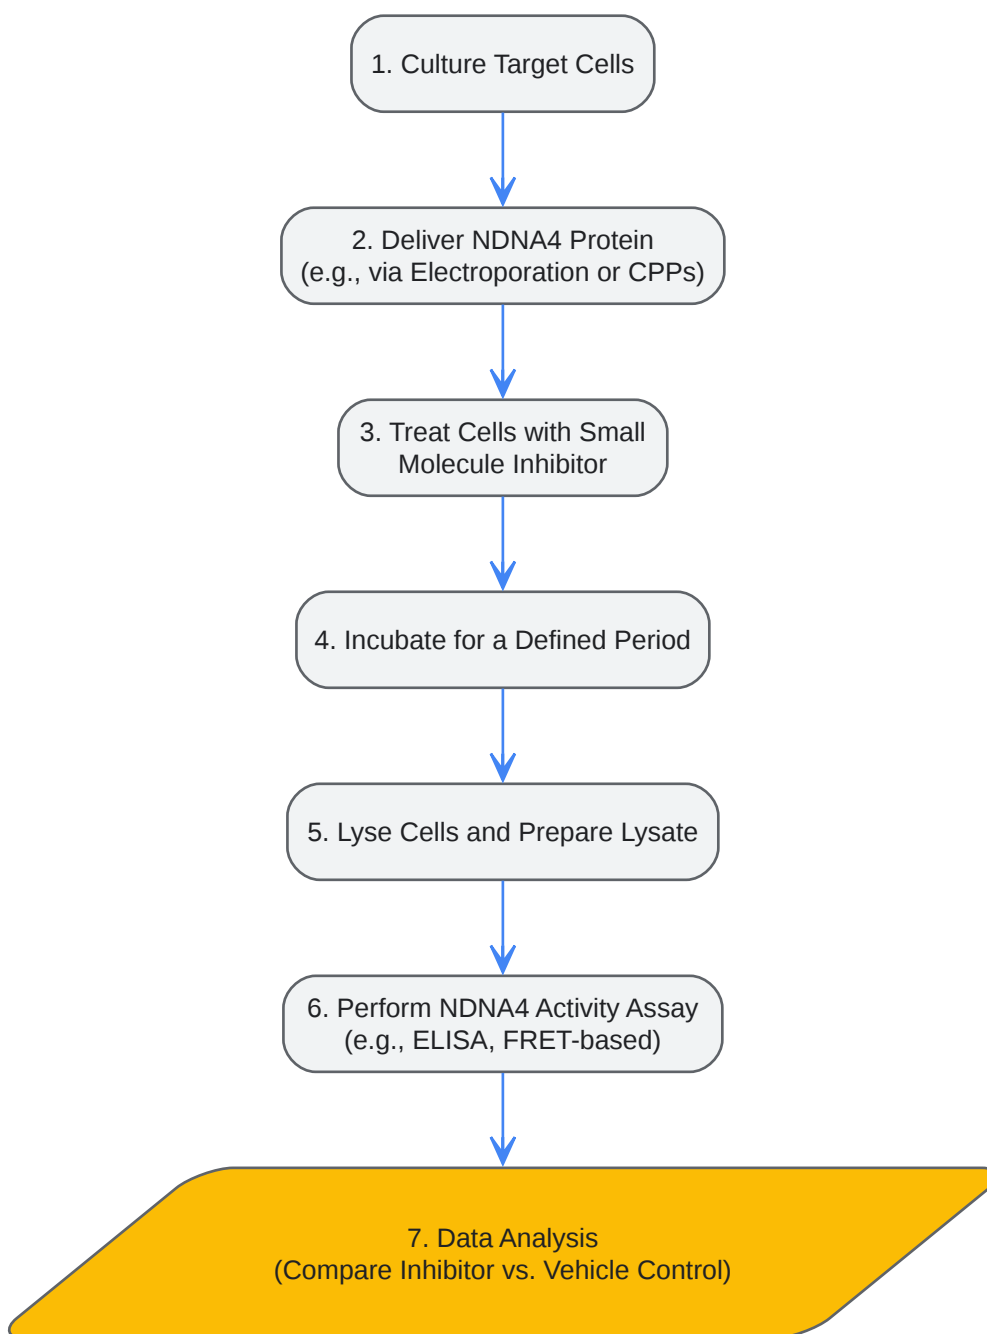 1. Culture Target Cells
2. Deliver NDNA4 Protein
(e.g., via Electroporation or CPPs)
3. Treat Cells with Small
Molecule Inhibitor
4. Incubate for a Defined Period
5. Lyse Cells and Prepare Lysate
6. Perform NDNA4 Activity Assay
(e.g., ELISA, FRET-based)
7. Data Analysis
(Compare Inhibitor vs. Vehicle Control)